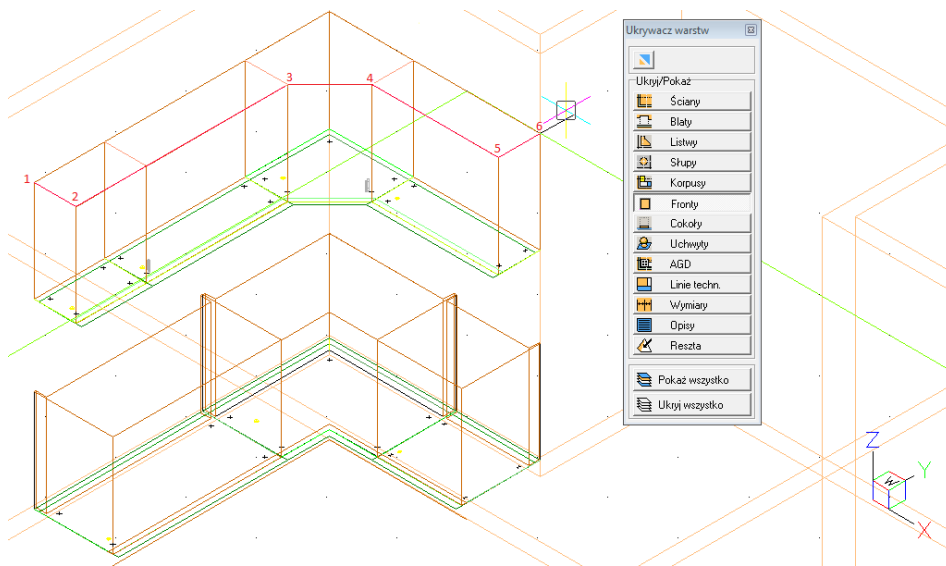 Ukrywacz warstw
Ukryj/Pokaż
Ściany
Blaty
Listwy
Słupy
Korpusy
Fronty
Cokoły
Uchwyty
AGD
Linie techn.
Wymiary
Opisy
Reszta
Pokaż wszystko
Ukryj wszystko
1
2
3
4
5
6
Z
Y
W
X